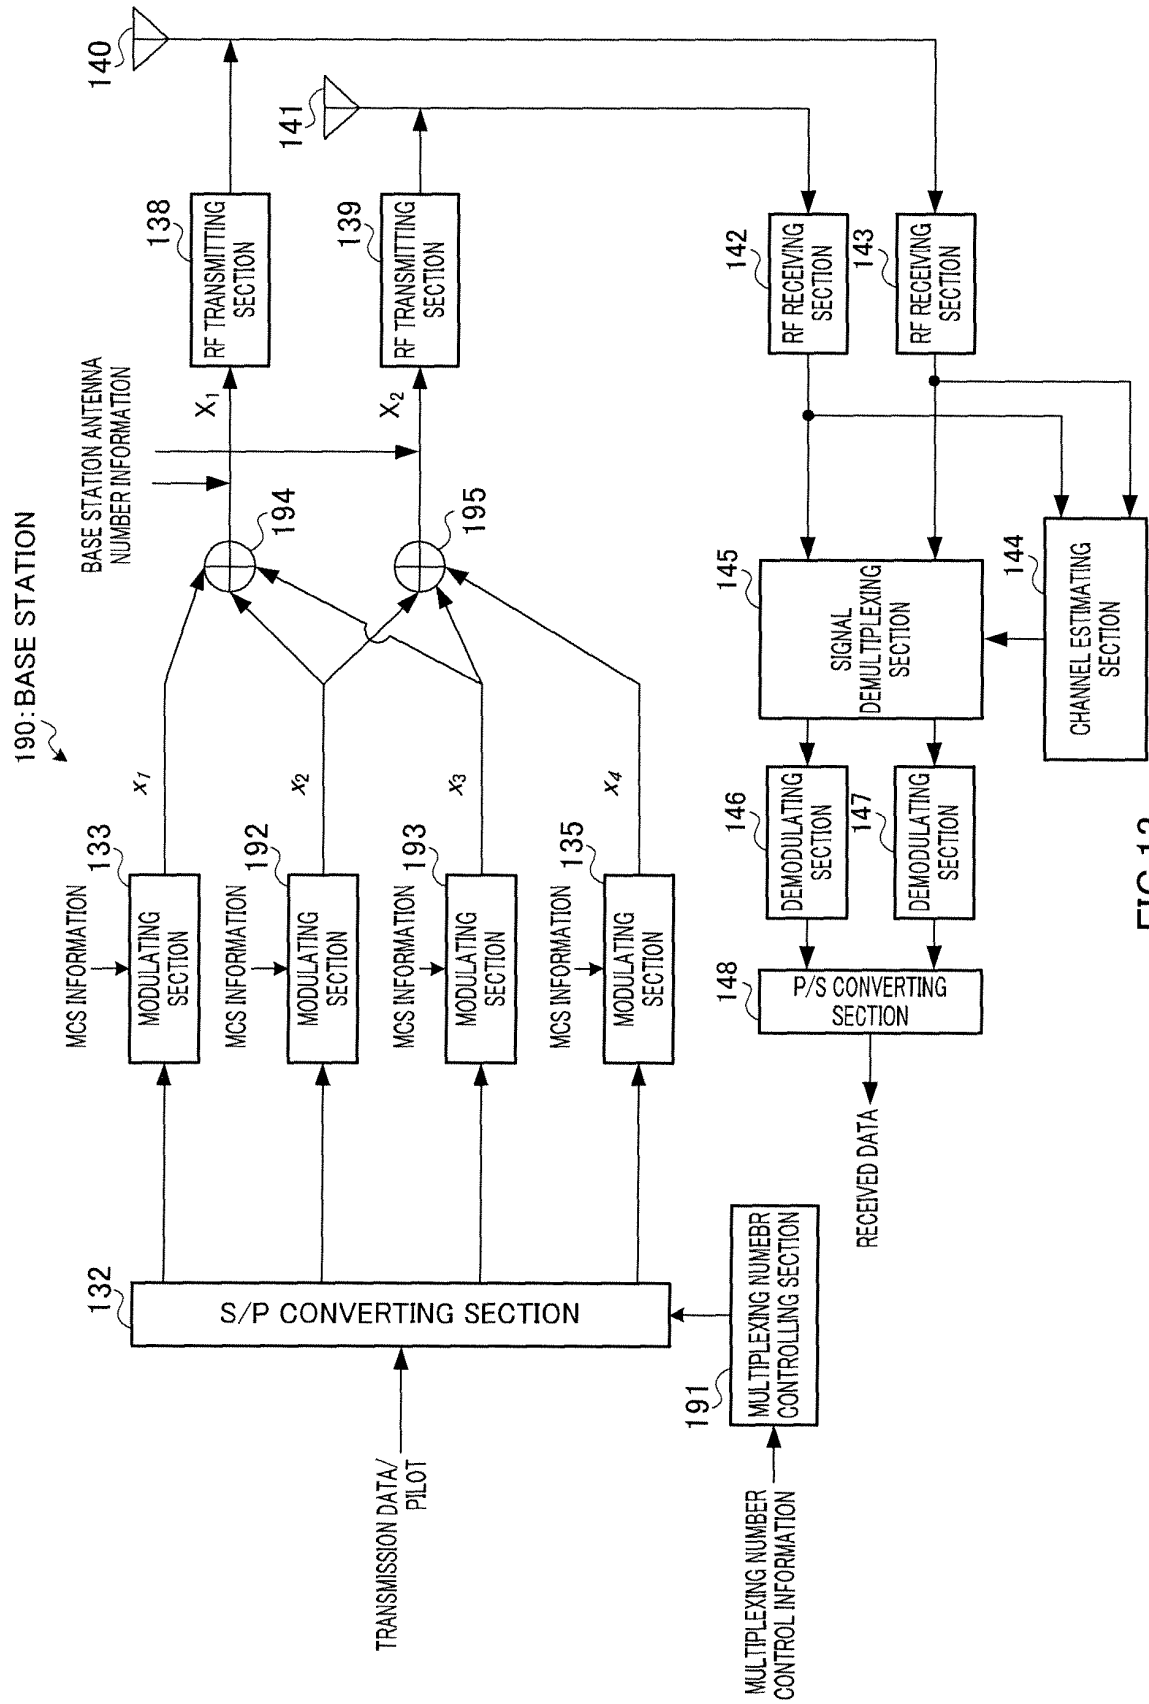 190:BASE STATION
TRANSMISSION DATA/
PILOT
132
S/P CONVERTING SECTION
MULTIPLEXING NUMBER
CONTROL INFORMATION
191
MULTIPLEXING NUMEBR
CONTROLLING SECTION
MCS INFORMATION
133
MODULATING
SECTION
x1
MCS INFORMATION
192
MODULATING
SECTION
x2
MCS INFORMATION
193
MODULATING
SECTION
x3
MCS INFORMATION
135
MODULATING
SECTION
x4
BASE STATION ANTENNA
NUMBER INFORMATION
194
X1
195
X2
138
RF TRANSMITTING
SECTION
139
RF TRANSMITTING
SECTION
140
141
142
RF RECEIVING
SECTION
143
RF RECEIVING
SECTION
144
CHANNEL ESTIMATING
SECTION
145
SIGNAL
DEMULTIPLEXING
SECTION
146
DEMODULATING
SECTION
147
DEMODULATING
SECTION
148
P/S CONVERTING
SECTION
RECEIVED DATA